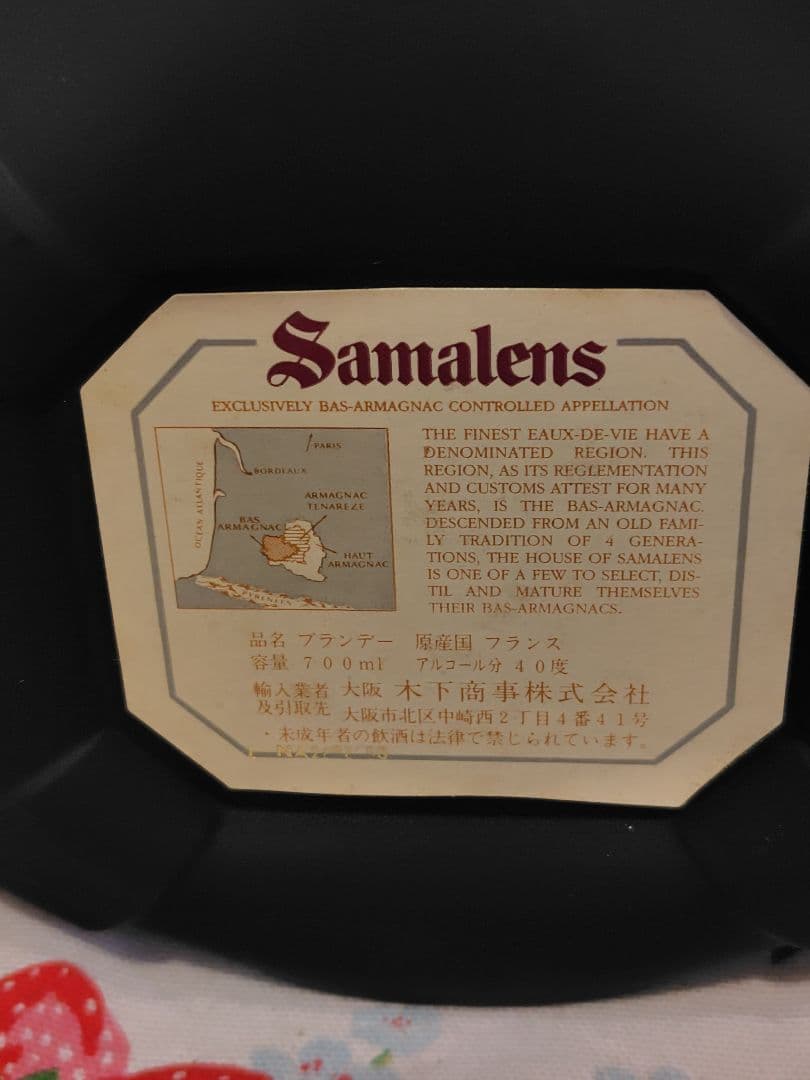 Samalens
EXCLUSIVELY BAS-ARMAGNAC CONTROLLED APPELLATION
PARIS
BORDEAUX
OCEAN ATLANTIQUE
ARMAGNAC
TENAREZE
BAS
ARMAGNAC
HAUT
ARMAGNAC
PYRENEES
THE FINEST EAUX-DE-VIE HAVE A
DENOMINATED REGION. THIS
REGION, AS ITS REGLEMENTATION
AND CUSTOMS ATTEST FOR MANY
YEARS, IS THE BAS-ARMAGNAC.
DESCENDED FROM AN OLD FAMI-
LY TRADITION OF 4 GENERA-
TIONS, THE HOUSE OF SAMALENS
IS ONE OF A FEW TO SELECT, DIS-
TIL AND MATURE THEMSELVES
THEIR BAS-ARMAGNACS.
品名 ブランデー 原産国 フランス
容量 700ml アルコール分 40度
輸入業者 大阪 木下商事株式会社
及引取先 大阪市北区中崎西2丁目4番41号
・未成年者の飲酒は法律で禁じられています。